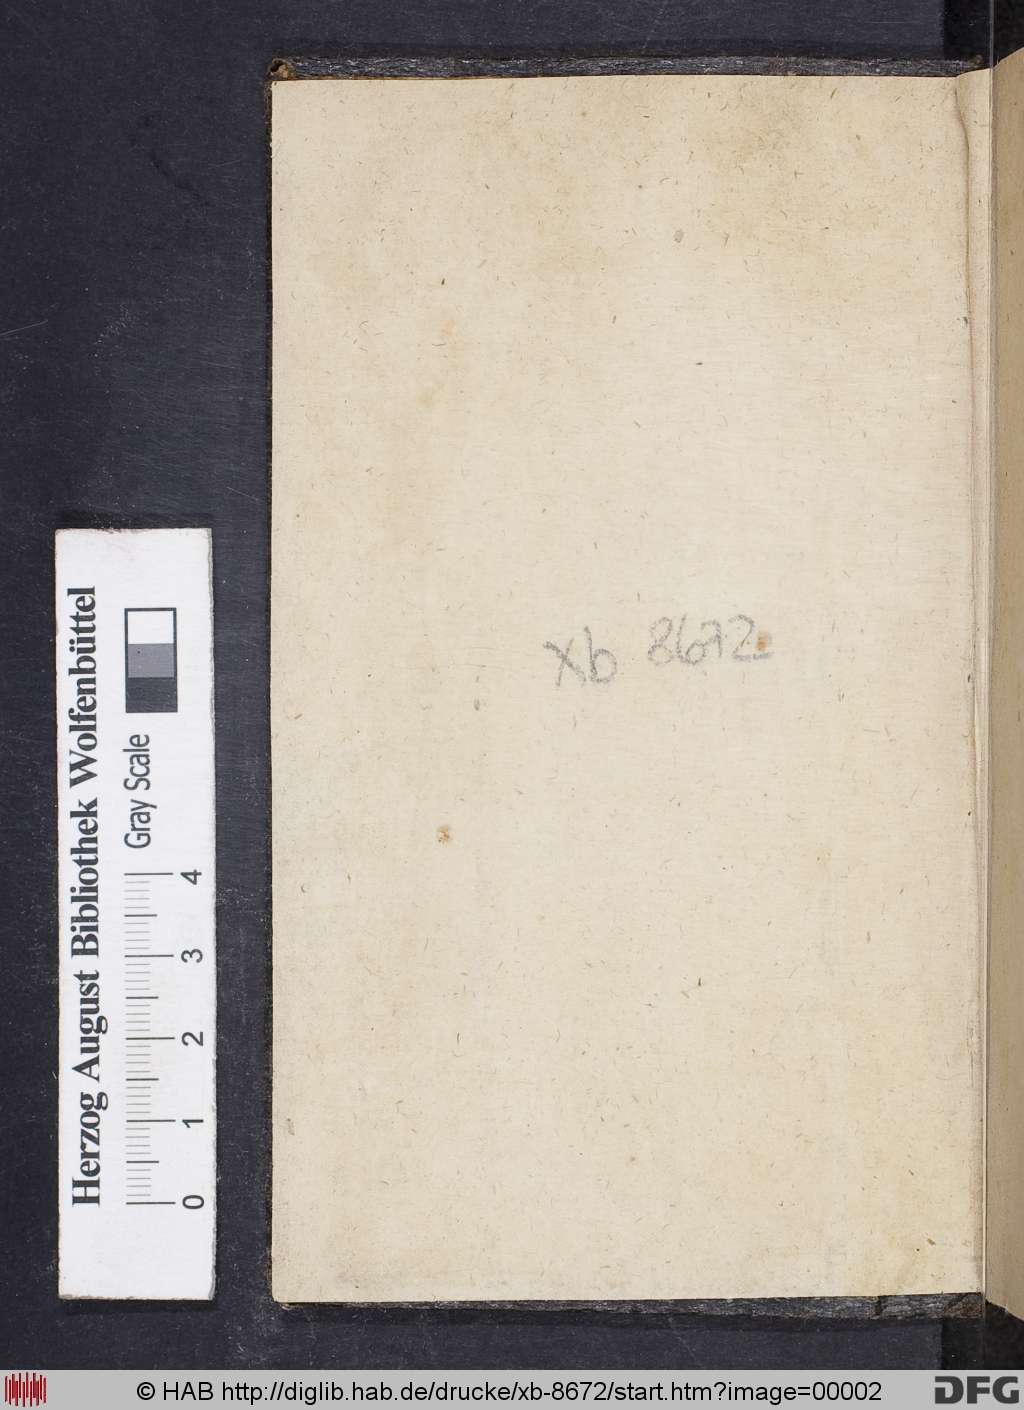 Xb 8672
Herzog August Bibliothek Wolfenbüttel
Gray Scale
0 1 2 3 4
© HAB http://diglib.hab.de/drucke/xb-8672/start.htm?image=00002
DFG